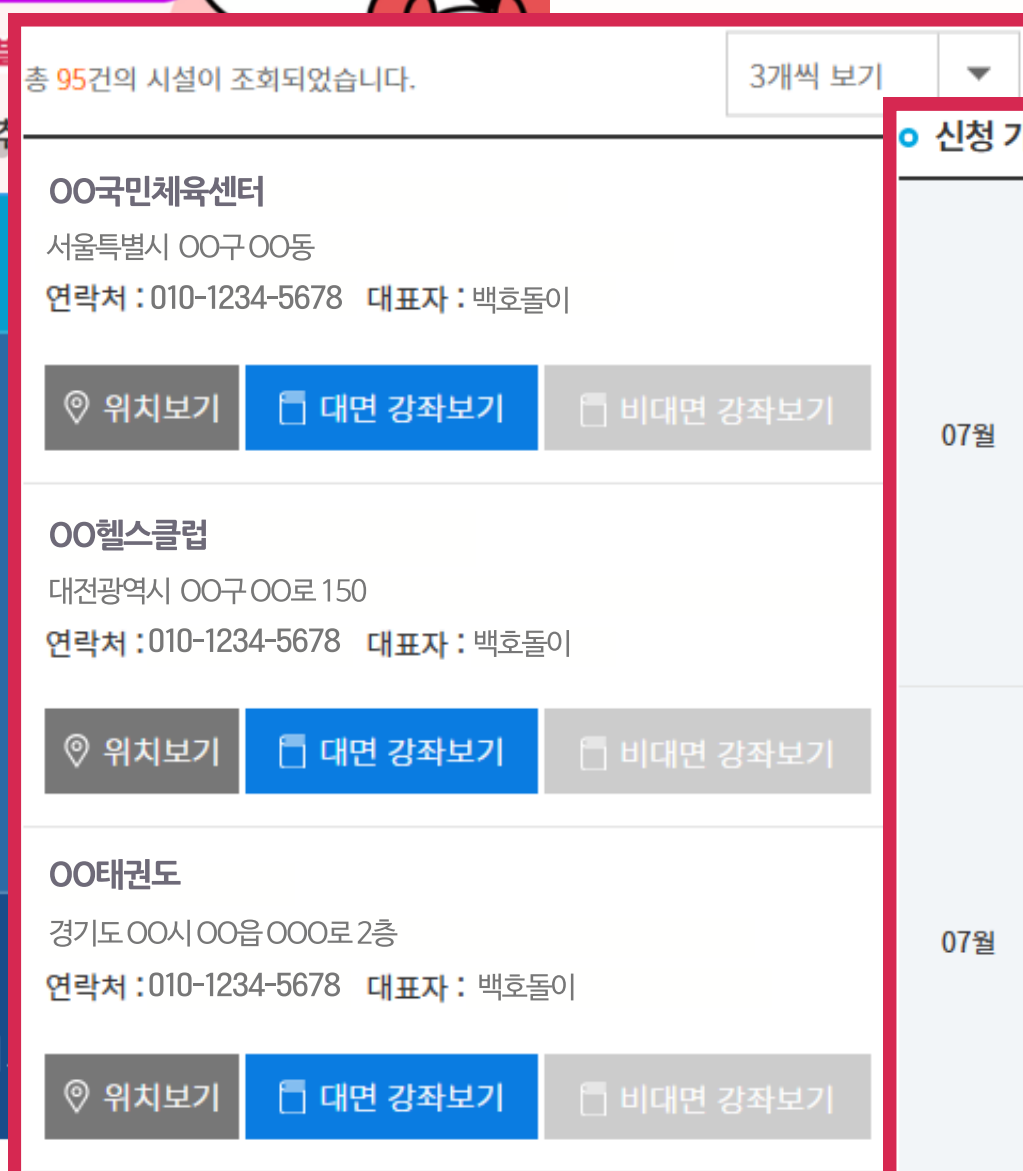 총 95건의 시설이 조회되었습니다.
3개씩 보기
OO국민체육센터
서울특별시 OO구 OO동
연락처 : 010-1234-5678 대표자 : 백호돌이
위치보기 대면 강좌보기 비대면 강좌보기
OO헬스클럽
대전광역시 OO구 OO로 150
연락처 : 010-1234-5678 대표자 : 백호돌이
위치보기 대면 강좌보기 비대면 강좌보기
OO태권도
경기도 OO시 OO읍 OOO로 2층
연락처 : 010-1234-5678 대표자 : 백호돌이
위치보기 대면 강좌보기 비대면 강좌보기
신청
07월
07월